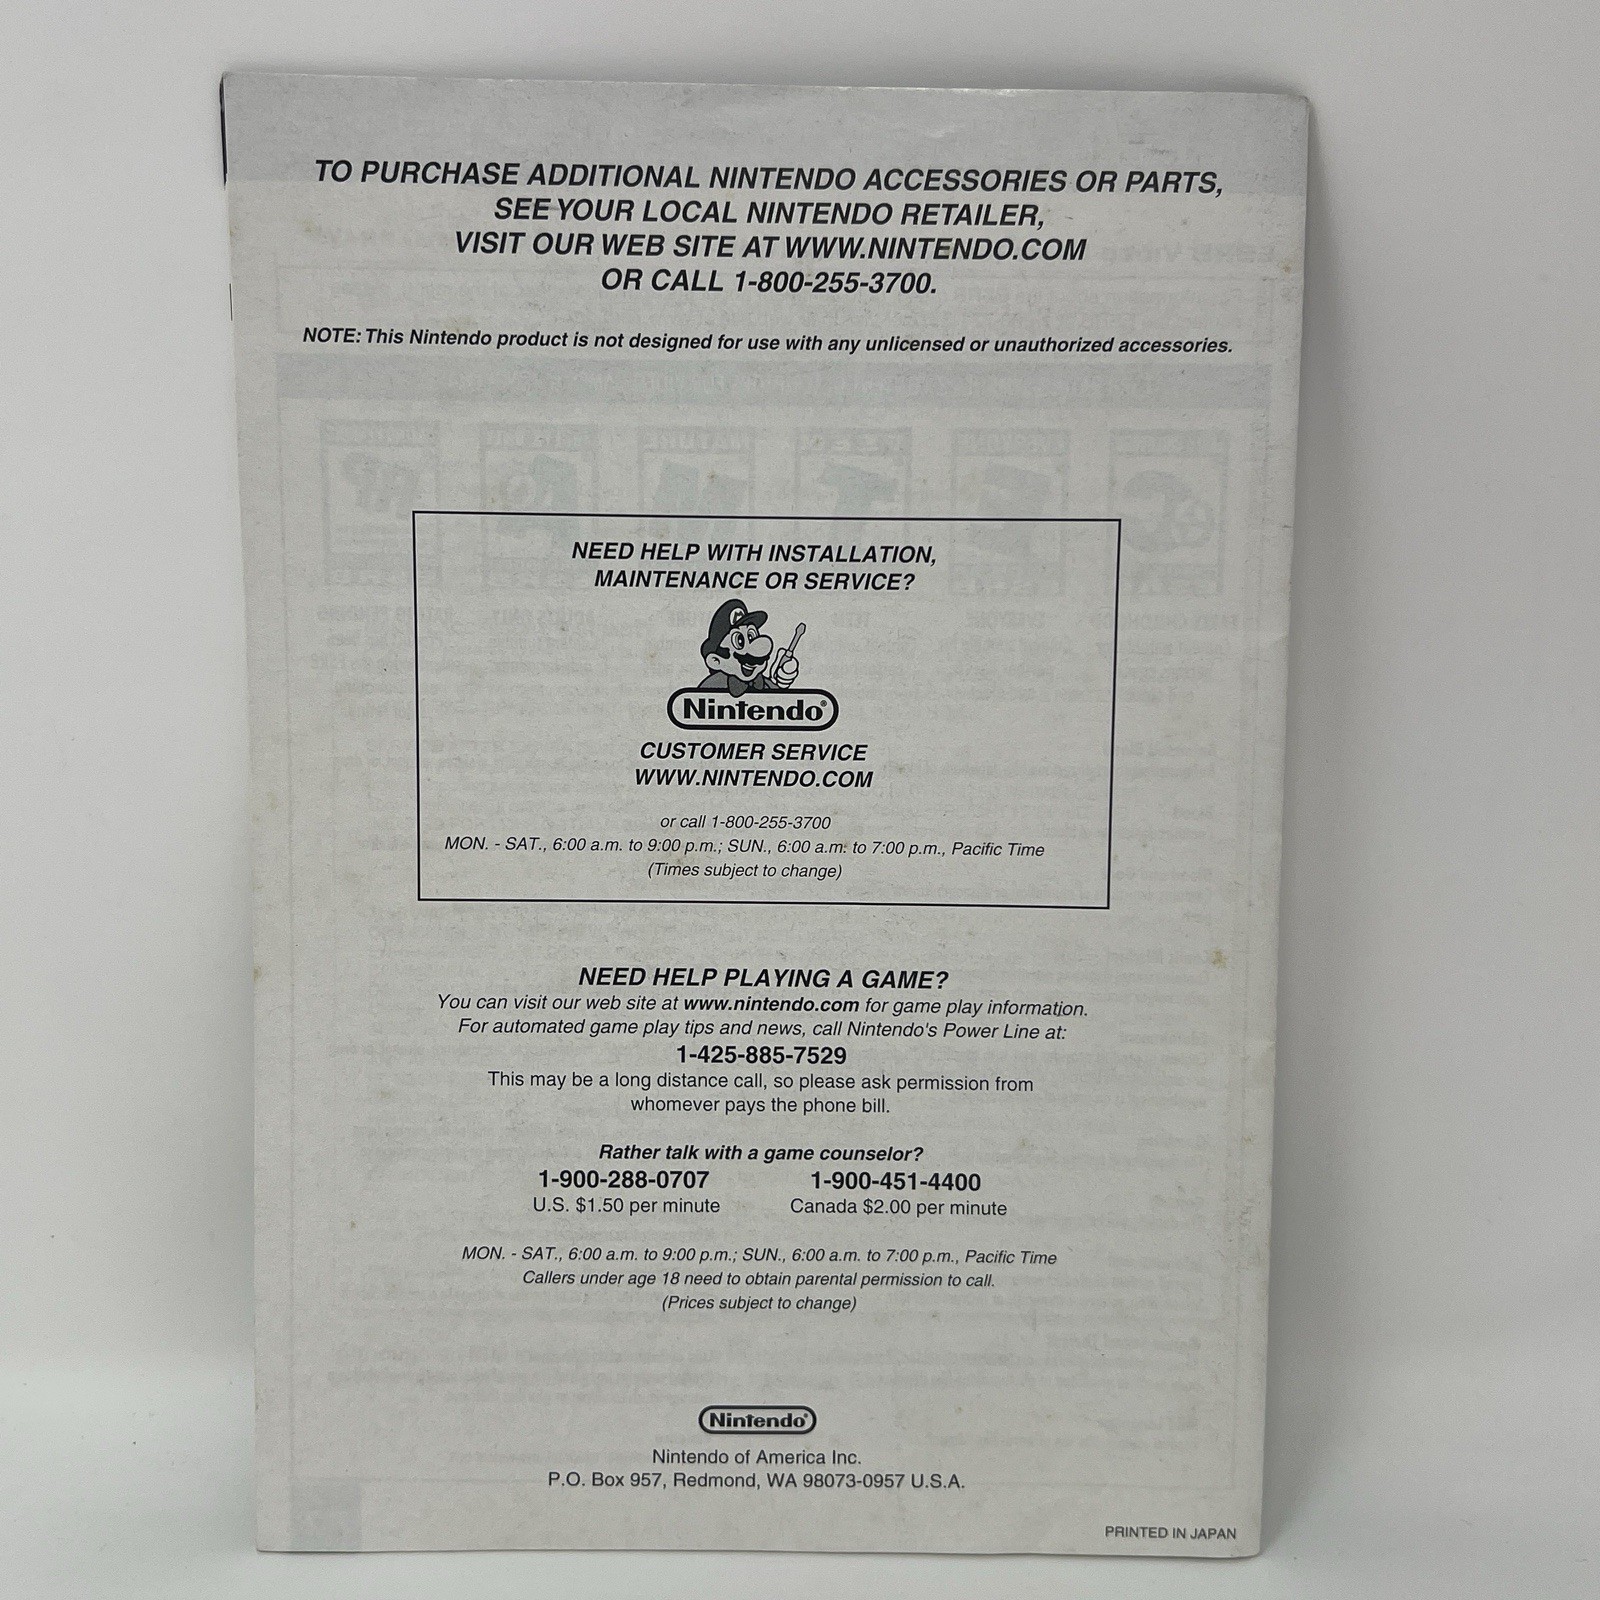 TO PURCHASE ADDITIONAL NINTENDO ACCESSORIES OR PARTS,
SEE YOUR LOCAL NINTENDO RETAILER,
VISIT OUR WEB SITE AT WWW.NINTENDO.COM
OR CALL 1-800-255-3700.
NOTE: This Nintendo product is not designed for use with any unlicensed or unauthorized accessories.
NEED HELP WITH INSTALLATION,
MAINTENANCE OR SERVICE?
M
Nintendo®
CUSTOMER SERVICE
WWW.NINTENDO.COM
or call 1-800-255-3700
MON. - SAT., 6:00 a.m. to 9:00 p.m.; SUN., 6:00 a.m. to 7:00 p.m., Pacific Time
(Times subject to change)
NEED HELP PLAYING A GAME?
You can visit our web site at www.nintendo.com for game play information.
For automated game play tips and news, call Nintendo's Power Line at:
1-425-885-7529
This may be a long distance call, so please ask permission from
whomever pays the phone bill.
Rather talk with a game counselor?
1-900-288-0707 1-900-451-4400
U.S. $1.50 per minute Canada $2.00 per minute
MON. - SAT., 6:00 a.m. to 9:00 p.m.; SUN., 6:00 a.m. to 7:00 p.m., Pacific Time
Callers under age 18 need to obtain parental permission to call.
(Prices subject to change)
Nintendo®
Nintendo of America Inc.
P.O. Box 957, Redmond, WA 98073-0957 U.S.A.
PRINTED IN JAPAN